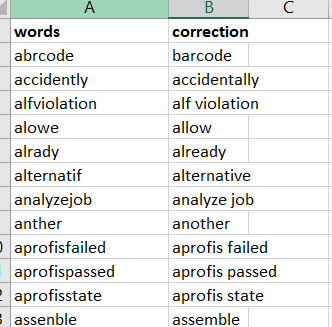 A B C
words correction
abrcode barcode
accidently accidentally
alfviolation alf violation
alowe allow
alrady already
alternatif alternative
analyzejob analyze job
anther another
aprofisfailed aprofis failed
aprofispassed aprofis passed
aprofisstate aprofis state
assenble assemble